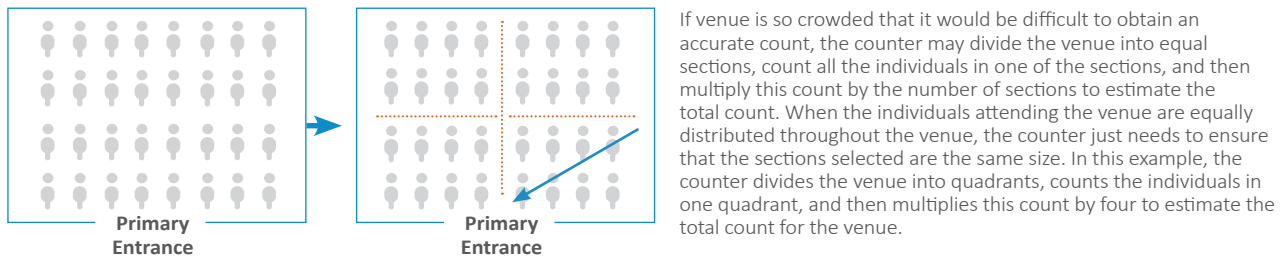 Primary
Entrance
Primary
Entrance
If venue is so crowded that it would be difficult to obtain an
accurate count, the counter may divide the venue into equal
sections, count all the individuals in one of the sections, and then
multiply this count by the number of sections to estimate the
total count. When the individuals attending the venue are equally
distributed throughout the venue, the counter just needs to ensure
that the sections selected are the same size. In this example, the
counter divides the venue into quadrants, counts the individuals in
one quadrant, and then multiplies this count by four to estimate the
total count for the venue.